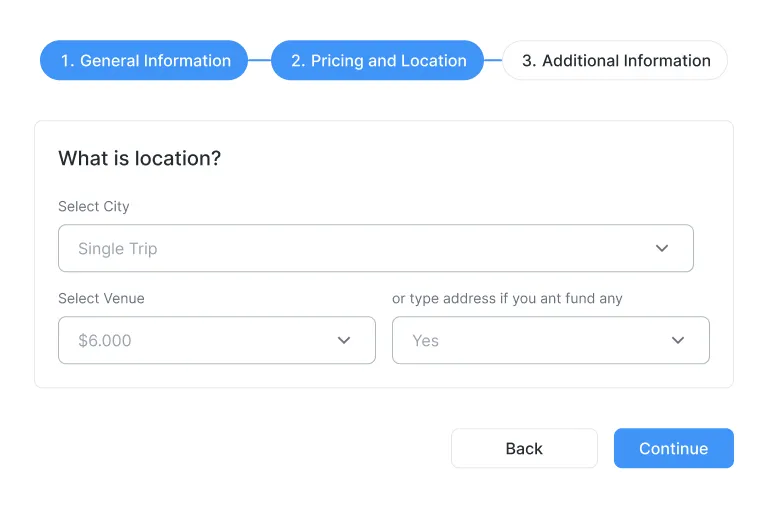 1. General Information
2. Pricing and Location
3. Additional Information
What is location?
Select City
Single Trip
Select Venue
or type address if you ant fund any
$6.000
Yes
Back
Continue